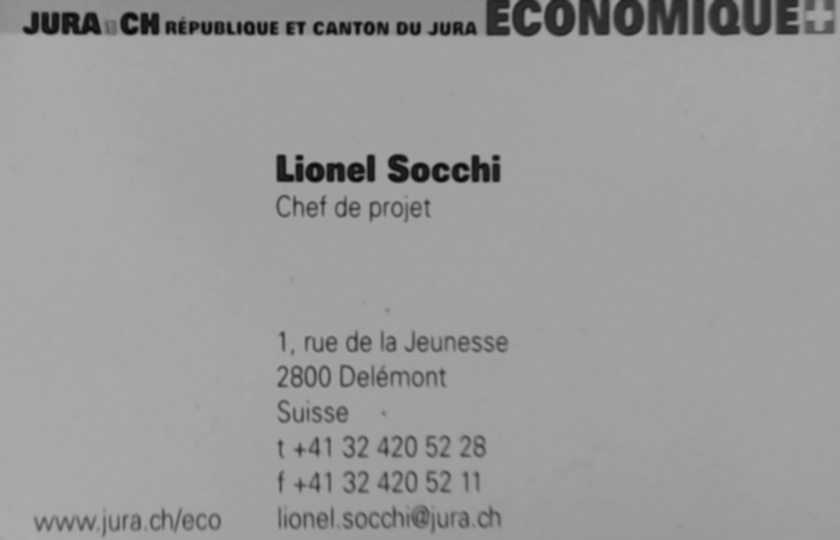 JURA CH RÉPUBLIQUE ET CANTON DU JURA ECONOMIQUE
Lionel Socchi
Chef de projet
1, rue de la Jeunesse
2800 Delémont
Suisse
t +41 32 420 52 28
f +41 32 420 52 11
www.jura.ch/eco lionel.socchi@jura.ch